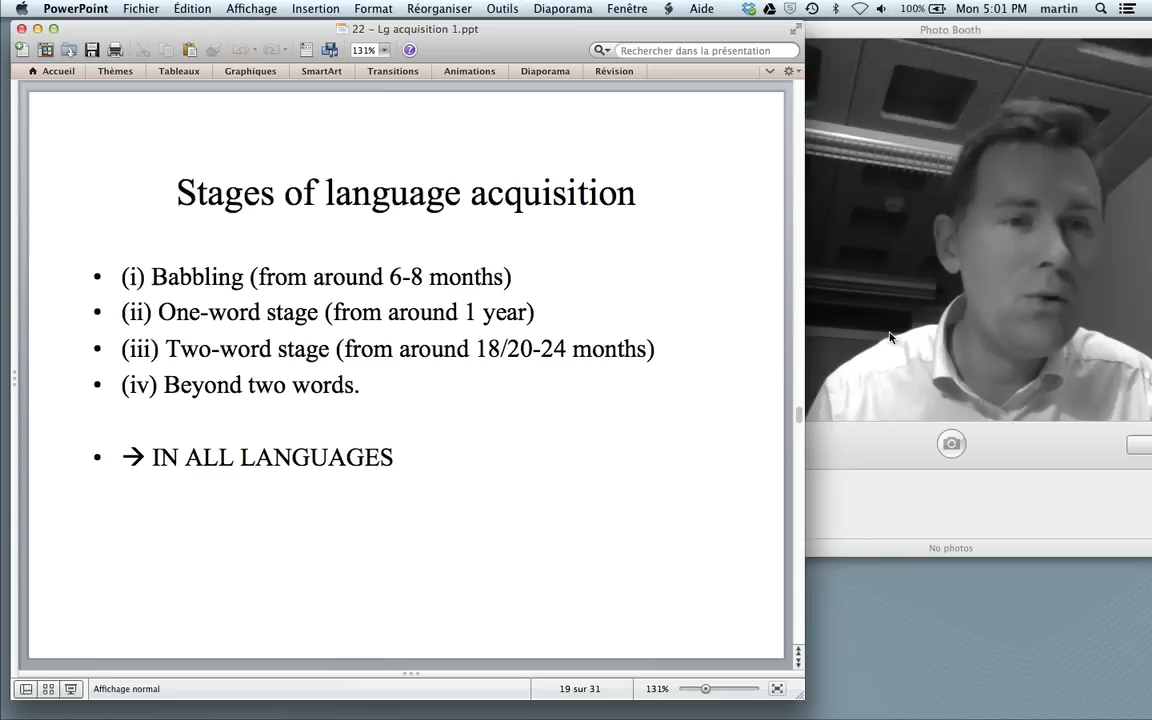 PowerPoint Fichier Édition Affichage Insertion Format Réorganiser Outils Diaporama Fenêtre Aide 100% Mon 5:01 PM martin
22 - Lg acquisition 1.ppt
Photo Booth
131% Rechercher dans la présentation
Accueil Thèmes Tableaux Graphiques SmartArt Transitions Animations Diaporama Révision
Stages of language acquisition
• (i) Babbling (from around 6-8 months)
• (ii) One-word stage (from around 1 year)
• (iii) Two-word stage (from around 18/20-24 months)
• (iv) Beyond two words.
• → IN ALL LANGUAGES
No photos
Affichage normal 19 sur 31 131%